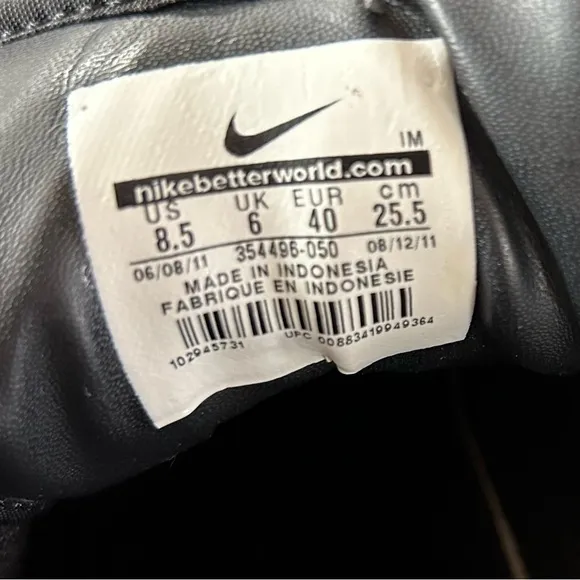 IM
nikebetterworld.com
US UK EUR cm
8.5 6 40 25.5
06/08/11 354496-050 08/12/11
MADE IN INDONESIA
FABRIQUE EN INDONESIE
102945731 UPC 00883419949364